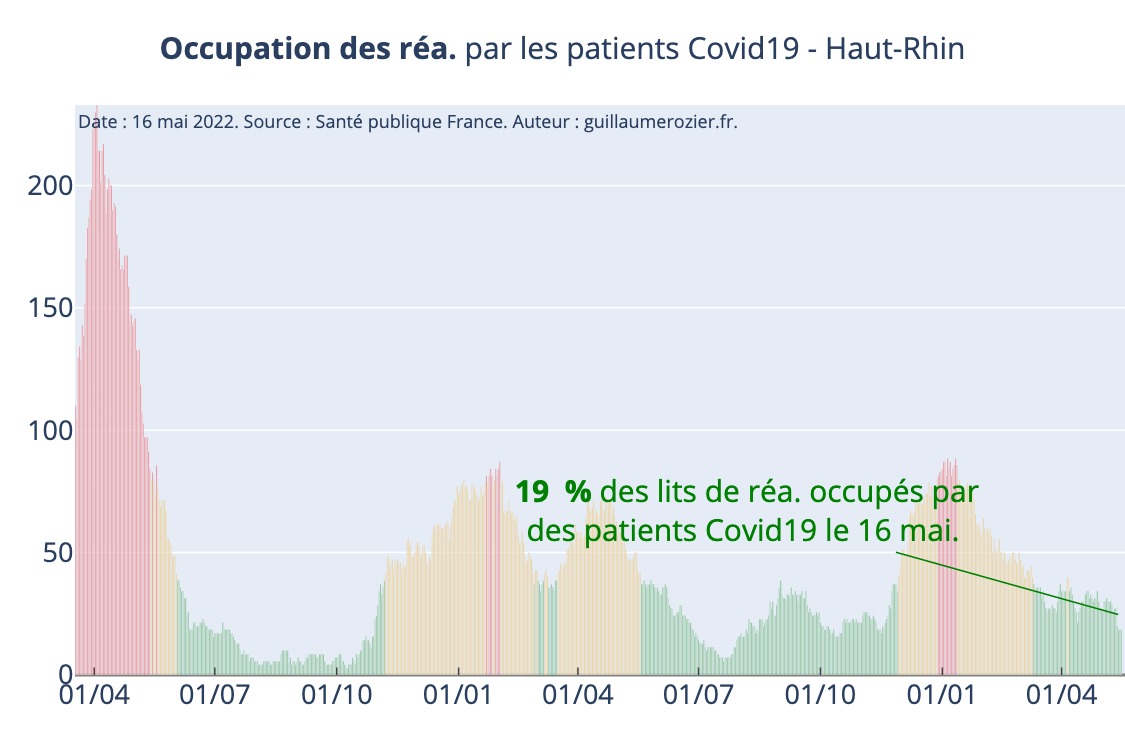 Occupation des réa. par les patients Covid19 - Haut-Rhin
Date : 16 mai 2022. Source : Santé publique France. Auteur : guillaumerozier.fr.
200
150
100
19  % des lits de réa. occupés par
des patients Covid19 le 16 mai.
50
0
01/04 01/07 01/10 01/01 01/04 01/07 01/10 01/01 01/04